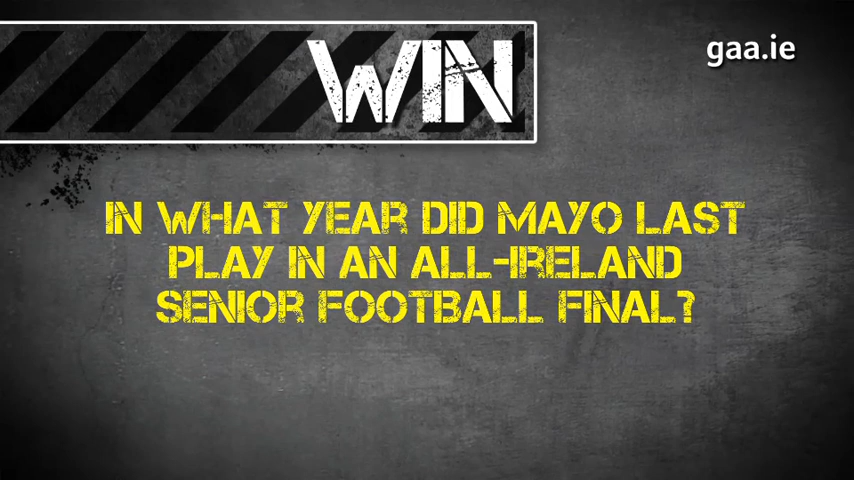 WIN
gaa.ie
IN WHAT YEAR DID MAYO LAST
PLAY IN AN ALL-IRELAND
SENIOR FOOTBALL FINAL?